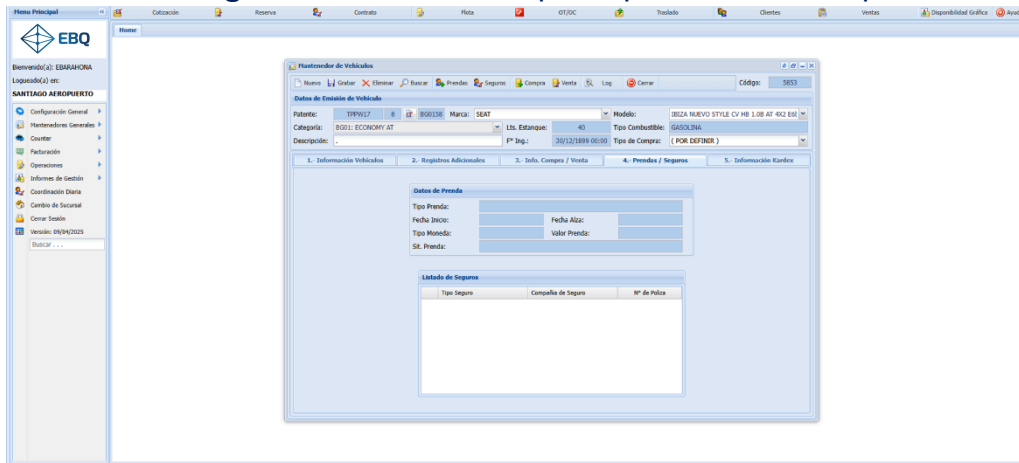 Menu Principal
Cotización Reserva Contrato Flota OT/OC Traslado Clientes Ventas Disponibilidad Gráfica
EBQ
Home
Bienvenido(a): EBARAHONA
Logueado(a) en:
SANTIAGO AEROPUERTO
Configuración General
Mantenedores Generales
Counter
Facturación
Operaciones
Informes de Gestión
Coordinación Diaria
Cambio de Sucursal
Cerrar Sesión
Versión: 09/04/2025
Buscar . . .
Mantenedor de Vehículos
Nuevo Grabar Eliminar Buscar Prendas Seguros Compra Venta Log Cerrar Código: 5853
Datos de Emisión de Vehículo
Patente: TPPW17 8 BG0158 Marca: SEAT Modelo: IBIZA NUEVO STYLE CV HB 1.0B AT 4X2 E6
Categoría: BG01: ECONOMY AT Lts. Estanque: 40 Tipo Combustible: GASOLINA
Descripción: . F° Ing.: 30/12/1899 00:00 Tipo de Compra: ( POR DEFINIR )
1.- Información Vehículos 2.- Registros Adicionales 3.- Info. Compra / Venta 4.- Prendas / Seguros 5.- Información Kardex
Datos de Prenda
Tipo Prenda:
Fecha Inicio: Fecha Alza:
Tipo Moneda: Valor Prenda:
Sit. Prenda:
Listado de Seguros
Tipo Seguro Compañia de Seguro N° de Poliza